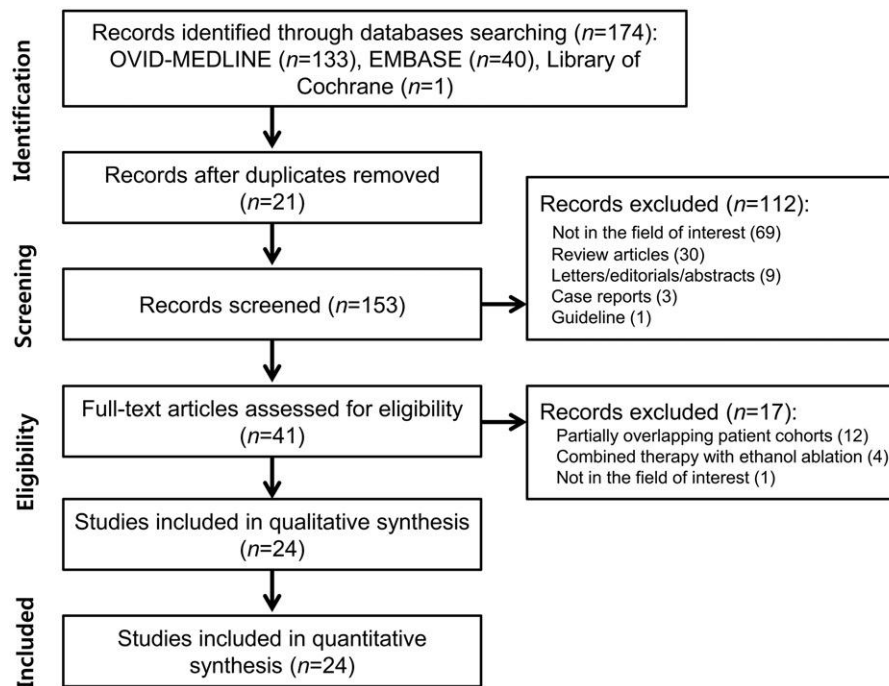 Identification
Records identified through databases searching (n=174):
OVID-MEDLINE (n=133), EMBASE (n=40), Library of
Cochrane (n=1)
Records after duplicates removed
(n=21)
Screening
Records screened (n=153)
Records excluded (n=112):
Not in the field of interest (69)
Review articles (30)
Letters/editorials/abstracts (9)
Case reports (3)
Guideline (1)
Eligibility
Full-text articles assessed for eligibility
(n=41)
Records excluded (n=17):
Partially overlapping patient cohorts (12)
Combined therapy with ethanol ablation (4)
Not in the field of interest (1)
Studies included in qualitative synthesis
(n=24)
Included
Studies included in quantitative
synthesis (n=24)